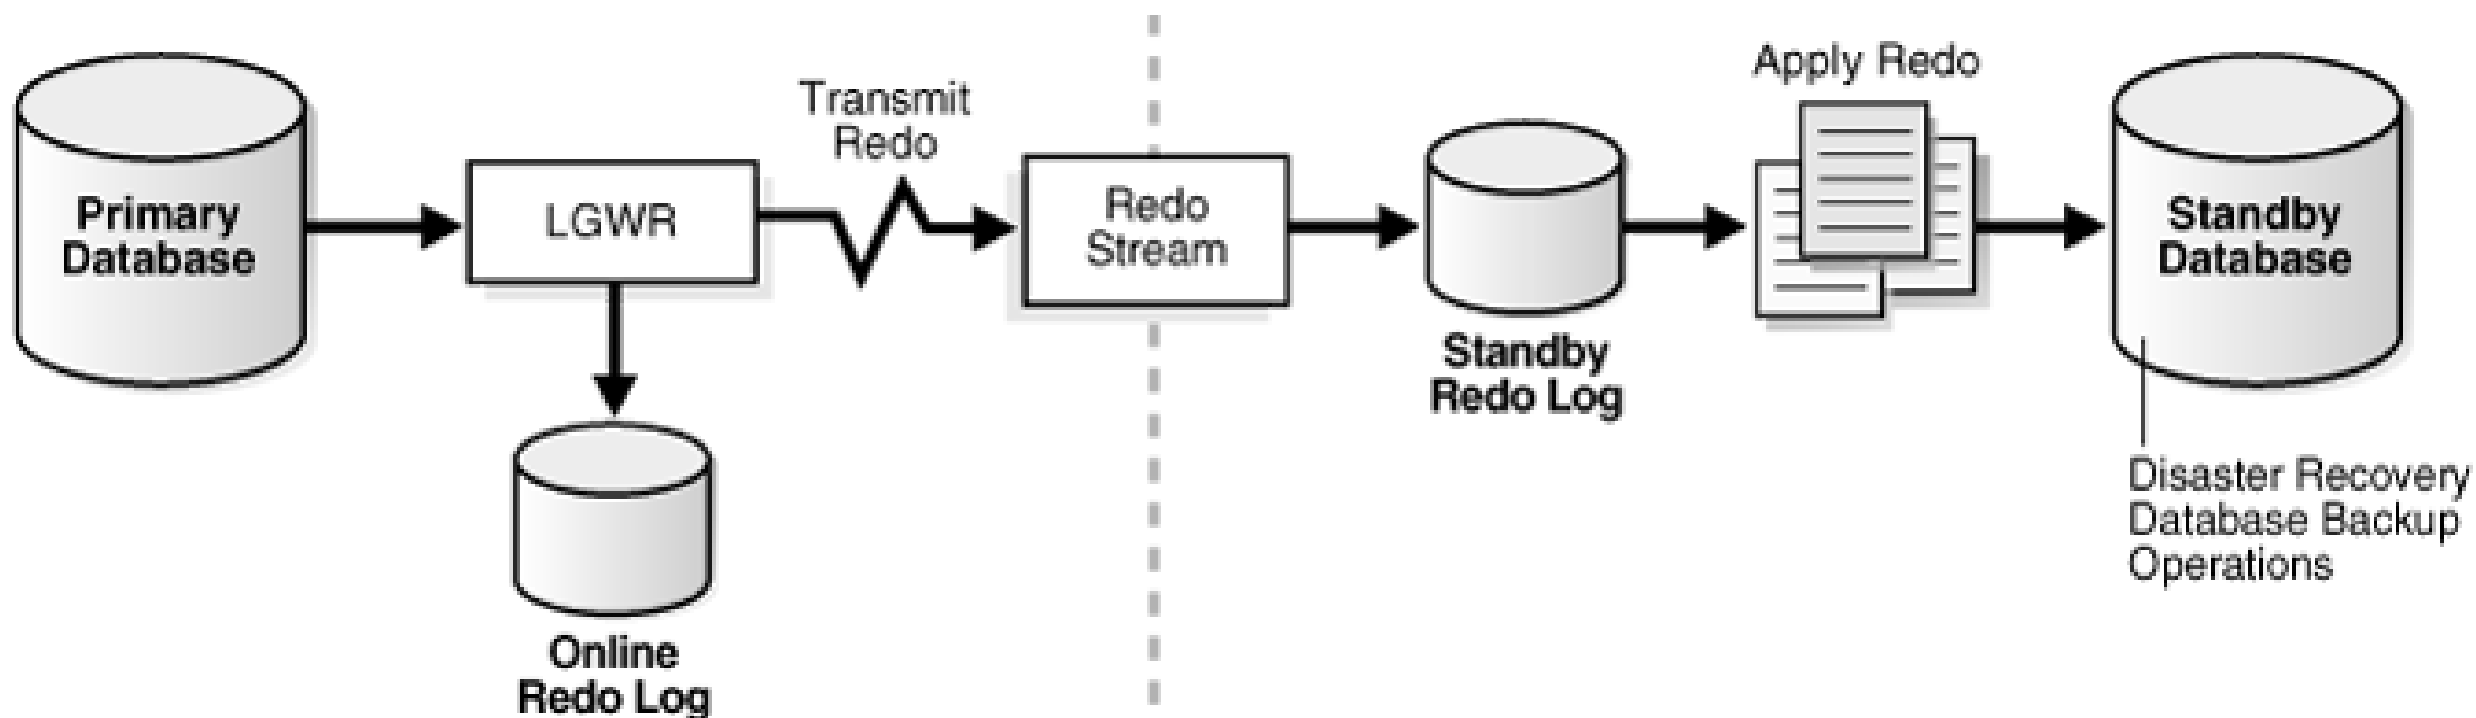 Primary
Database
LGWR
Transmit
Redo
Online
Redo Log
Redo
Stream
Standby
Redo Log
Apply Redo
Standby
Database
Disaster Recovery
Database Backup
Operations